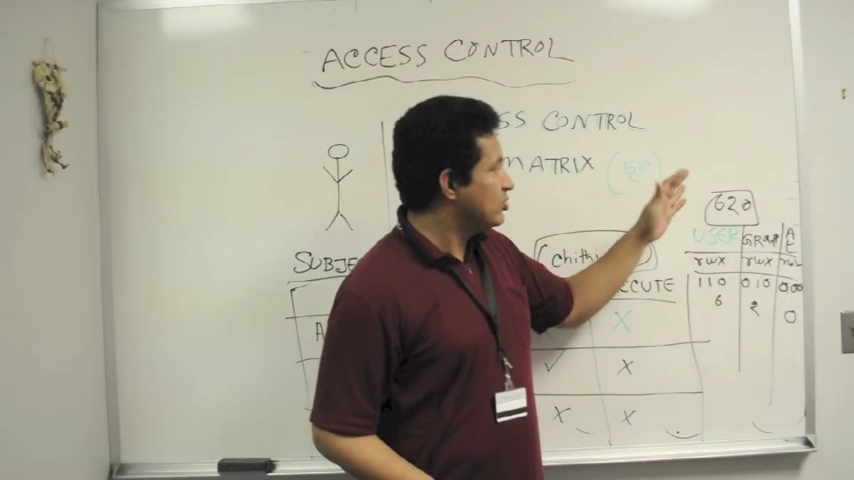 ACCESS CONTROL
SS CONTROL
MATRIX
620
USER GROUP
rwx rwx
SUBJE
chithi
ECUTE
110 010 000
6 2 0
A X
✓ X
X X